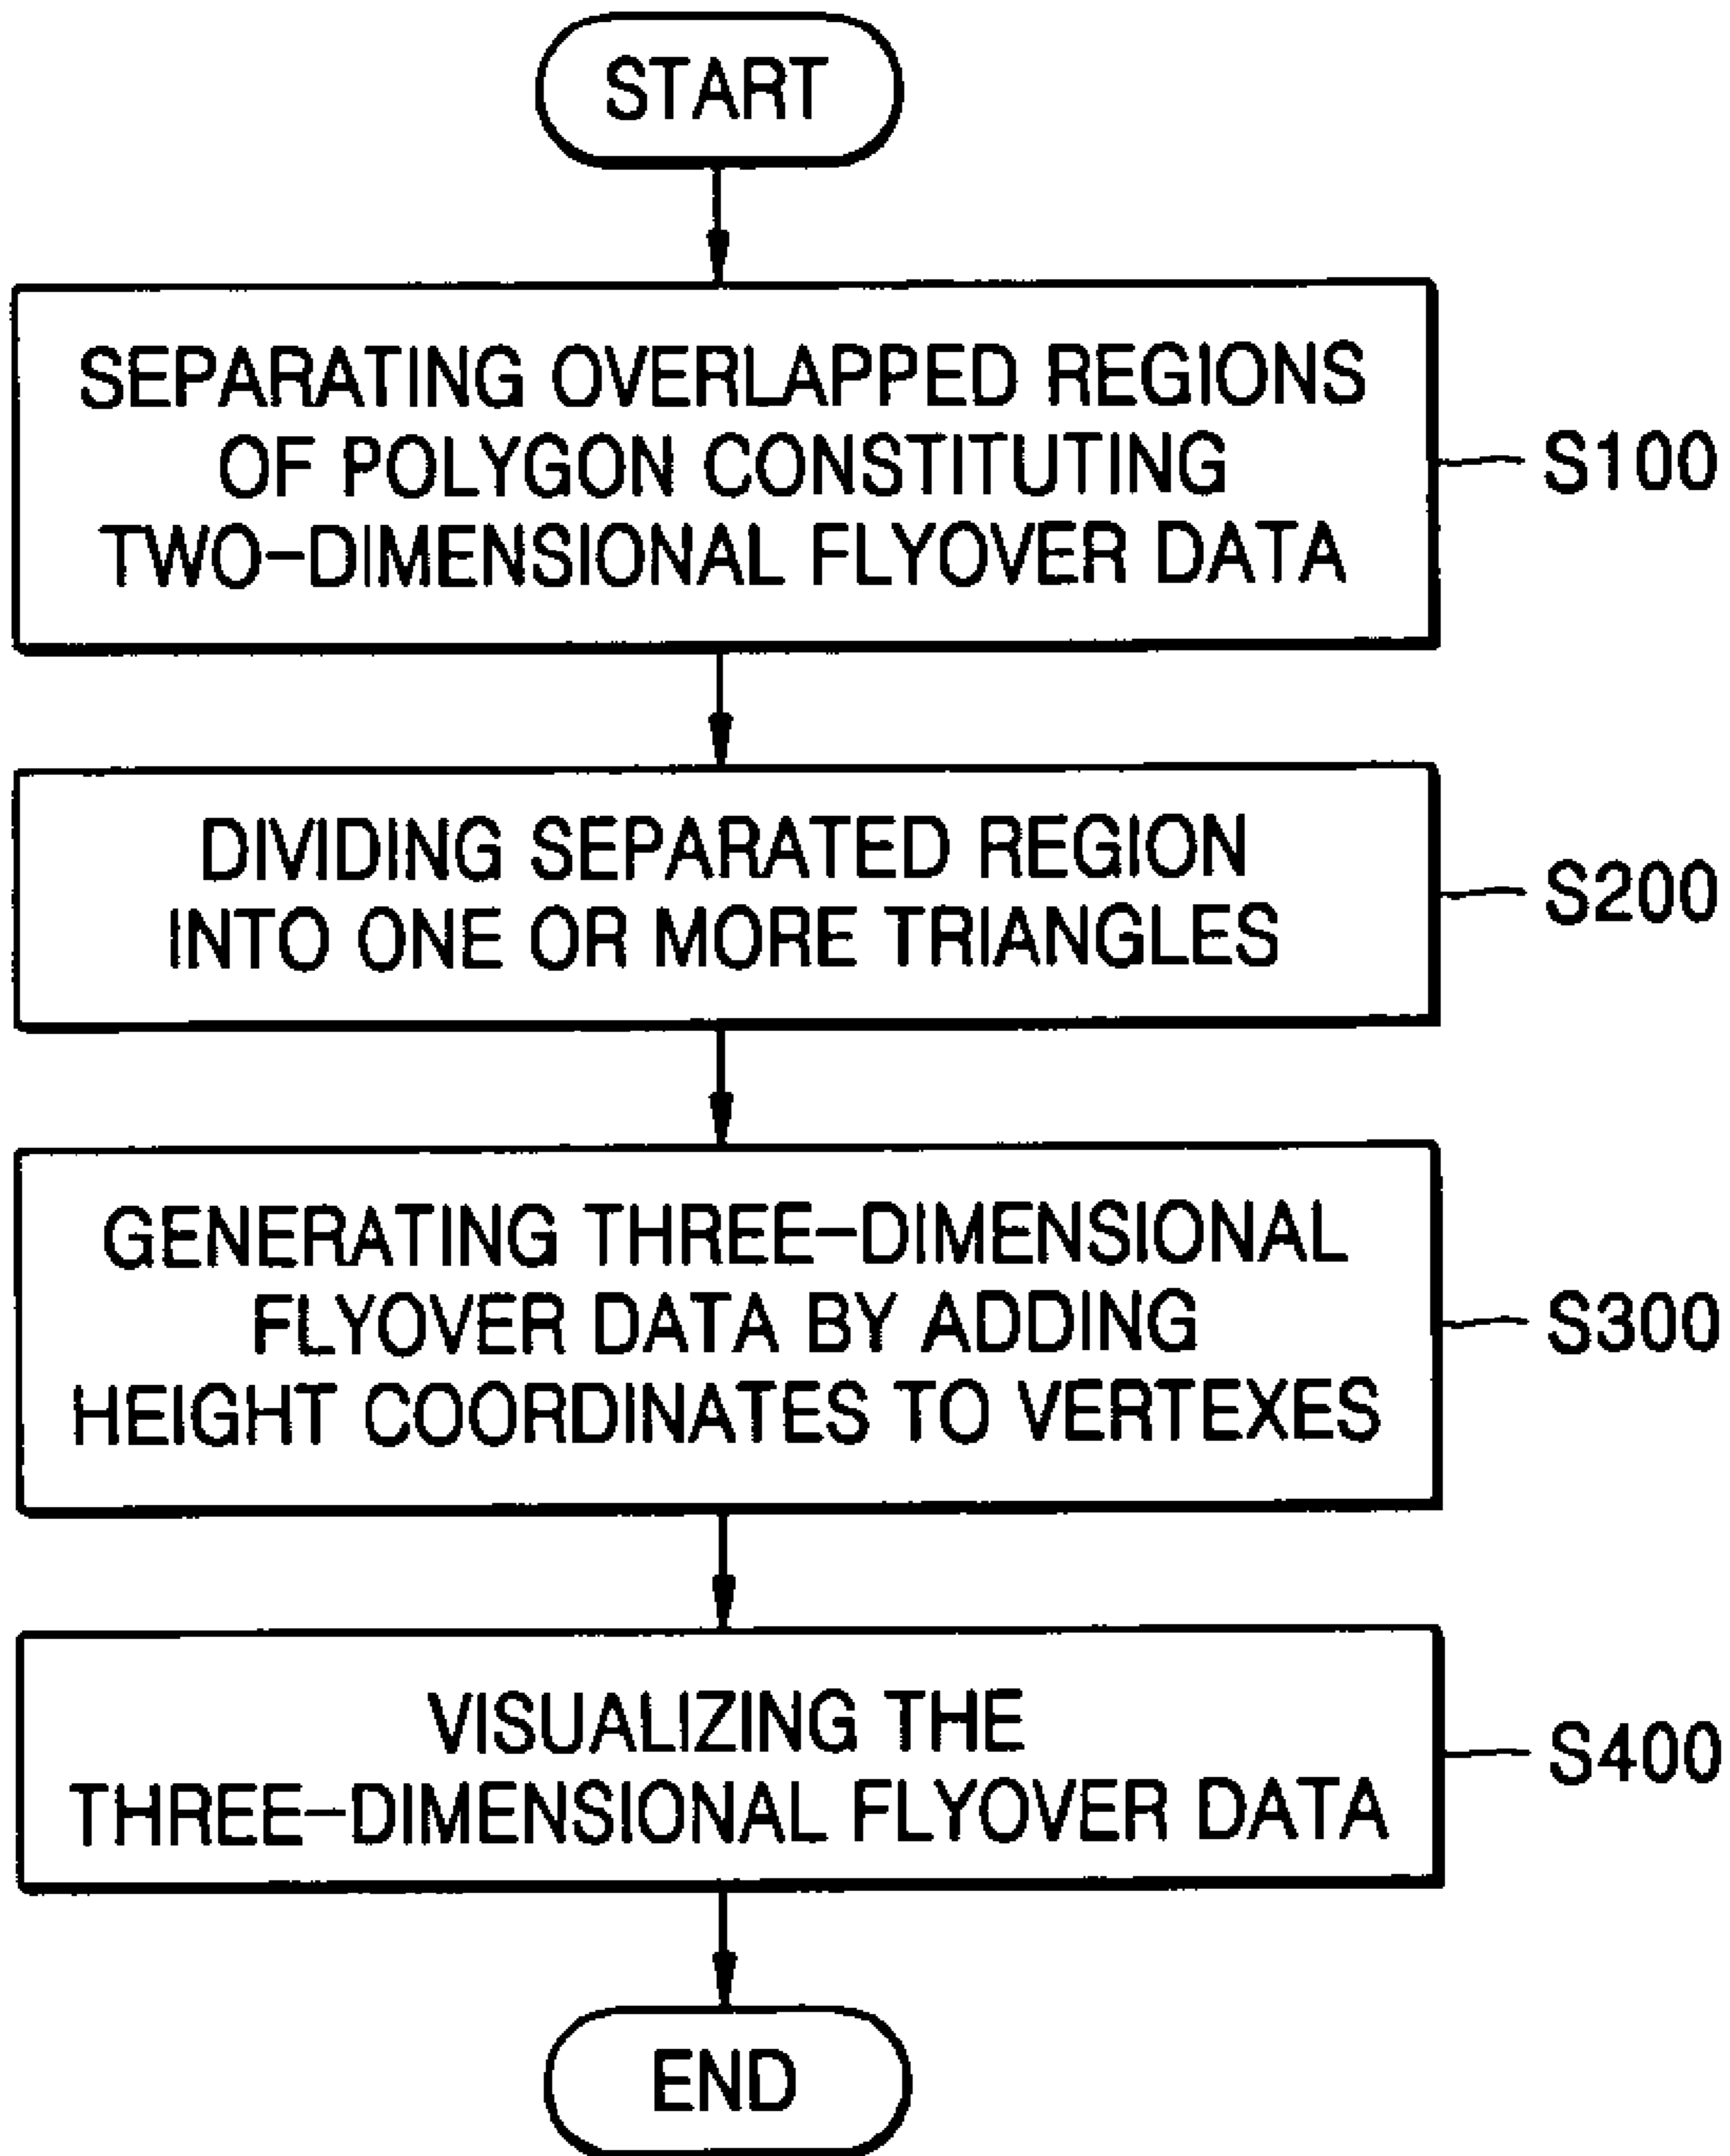 START
SEPARATING OVERLAPPED REGIONS
OF POLYGON CONSTITUTING
TWO-DIMENSIONAL FLYOVER DATA
S100
DIVIDING SEPARATED REGION
INTO ONE OR MORE TRIANGLES
S200
GENERATING THREE-DIMENSIONAL
FLYOVER DATA BY ADDING
HEIGHT COORDINATES TO VERTEXES
S300
VISUALIZING THE
THREE-DIMENSIONAL FLYOVER DATA
S400
END